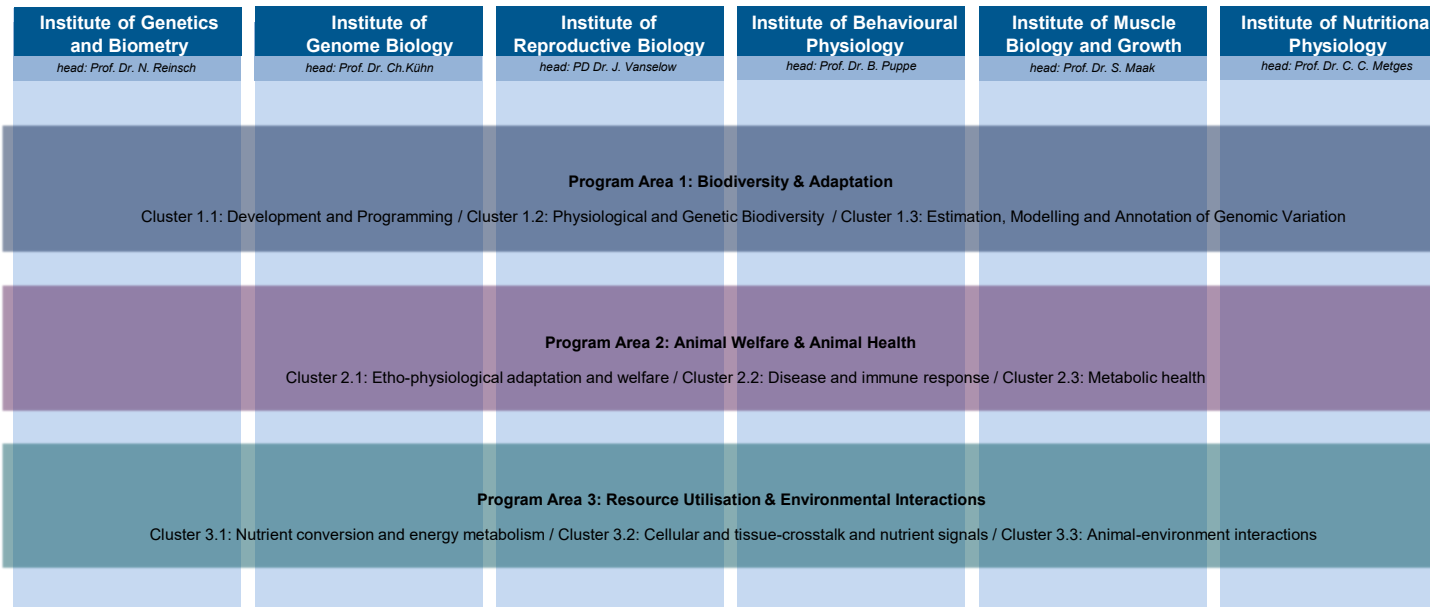 Institute of Genetics
and Biometry
head: Prof. Dr. N. Reinsch
Institute of
Genome Biology
head: Prof. Dr. Ch.Kühn
Institute of
Reproductive Biology
head: PD Dr. J. Vanselow
Institute of Behavioural
Physiology
head: Prof. Dr. B. Puppe
Institute of Muscle
Biology and Growth
head: Prof. Dr. S. Maak
Institute of Nutritiona
Physiology
head: Prof. Dr. C. C. Metges
Program Area 1: Biodiversity & Adaptation
Cluster 1.1: Development and Programming / Cluster 1.2: Physiological and Genetic Biodiversity / Cluster 1.3: Estimation, Modelling and Annotation of Genomic Variation
Program Area 2: Animal Welfare & Animal Health
Cluster 2.1: Etho-physiological adaptation and welfare / Cluster 2.2: Disease and immune response / Cluster 2.3: Metabolic health
Program Area 3: Resource Utilisation & Environmental Interactions
Cluster 3.1: Nutrient conversion and energy metabolism / Cluster 3.2: Cellular and tissue-crosstalk and nutrient signals / Cluster 3.3: Animal-environment interactions